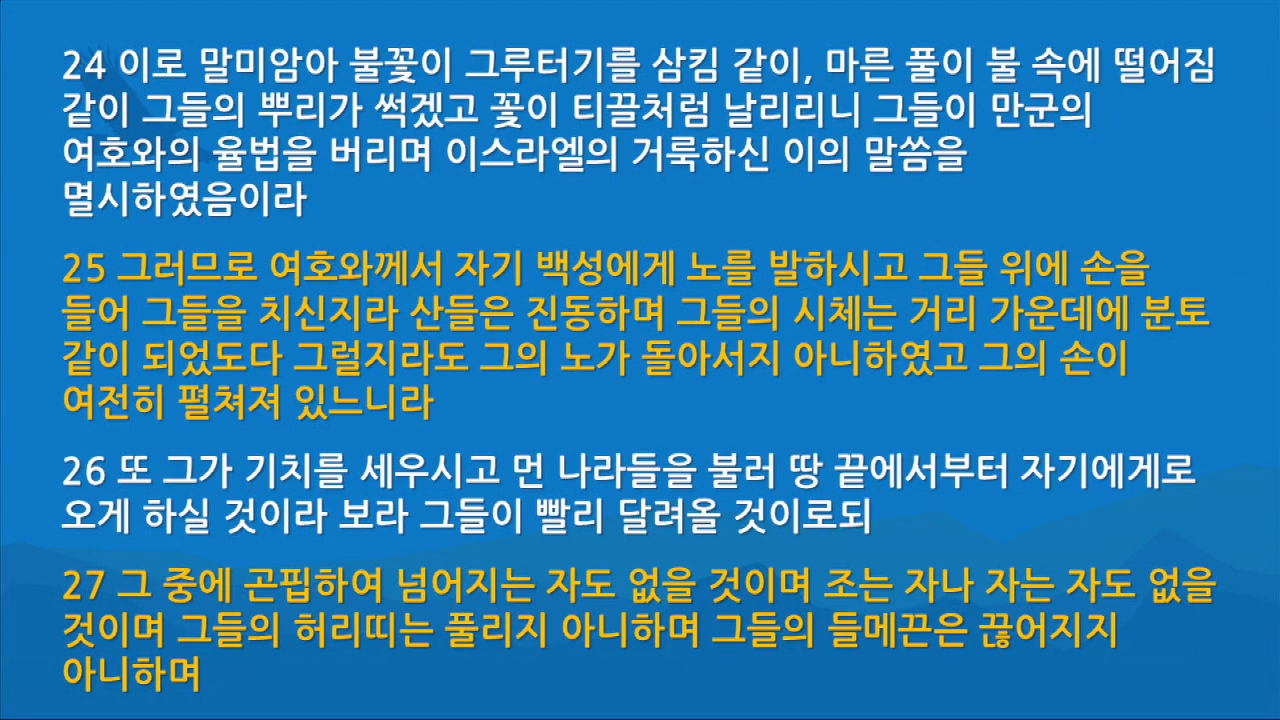 24 이로 말미암아 불꽃이 그루터기를 삼킴 같이, 마른 풀이 불 속에 떨어짐
같이 그들의 뿌리가 썩겠고 꽃이 티끌처럼 날리리니 그들이 만군의
여호와의 율법을 버리며 이스라엘의 거룩하신 이의 말씀을
멸시하였음이라
25 그러므로 여호와께서 자기 백성에게 노를 발하시고 그들 위에 손을
들어 그들을 치신지라 산들은 진동하며 그들의 시체는 거리 가운데에 분토
같이 되었도다 그럴지라도 그의 노가 돌아서지 아니하였고 그의 손이
여전히 펼쳐져 있느니라
26 또 그가 기치를 세우시고 먼 나라들을 불러 땅 끝에서부터 자기에게로
오게 하실 것이라 보라 그들이 빨리 달려올 것이로되
27 그 중에 곤핍하여 넘어지는 자도 없을 것이며 조는 자나 자는 자도 없을
것이며 그들의 허리띠는 풀리지 아니하며 그들의 들메끈은 끊어지지
아니하며